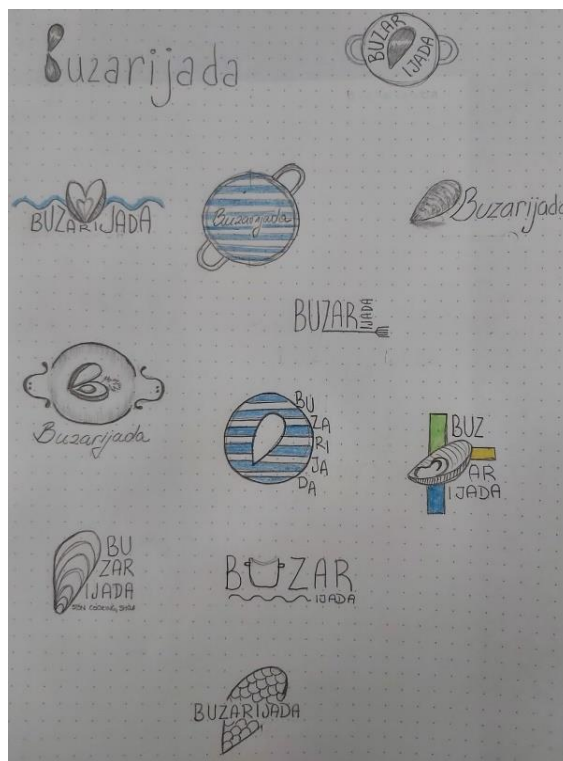 Buzarijada
BUZAR
IJADA
BUZARIJADA
Buzarijada
Buzarijada
BUZAR
IJADA
Buzarijada
BU
ZA
RI
JA
DA
BUZ
AR
IJADA
BU
ZAR
IJADA
BUZAR
IJADA
BUZARIJADA